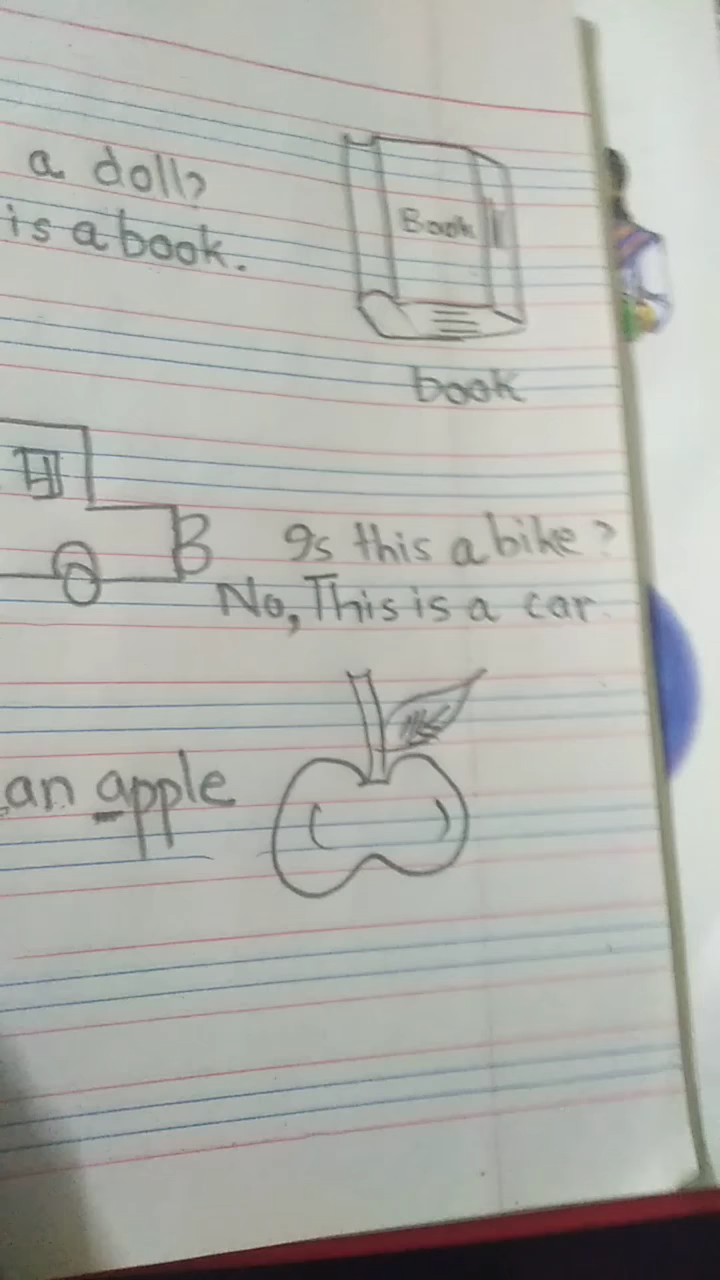 a doll?
is a book.
Book
book
Is this a bike?
No, This is a car.
an apple